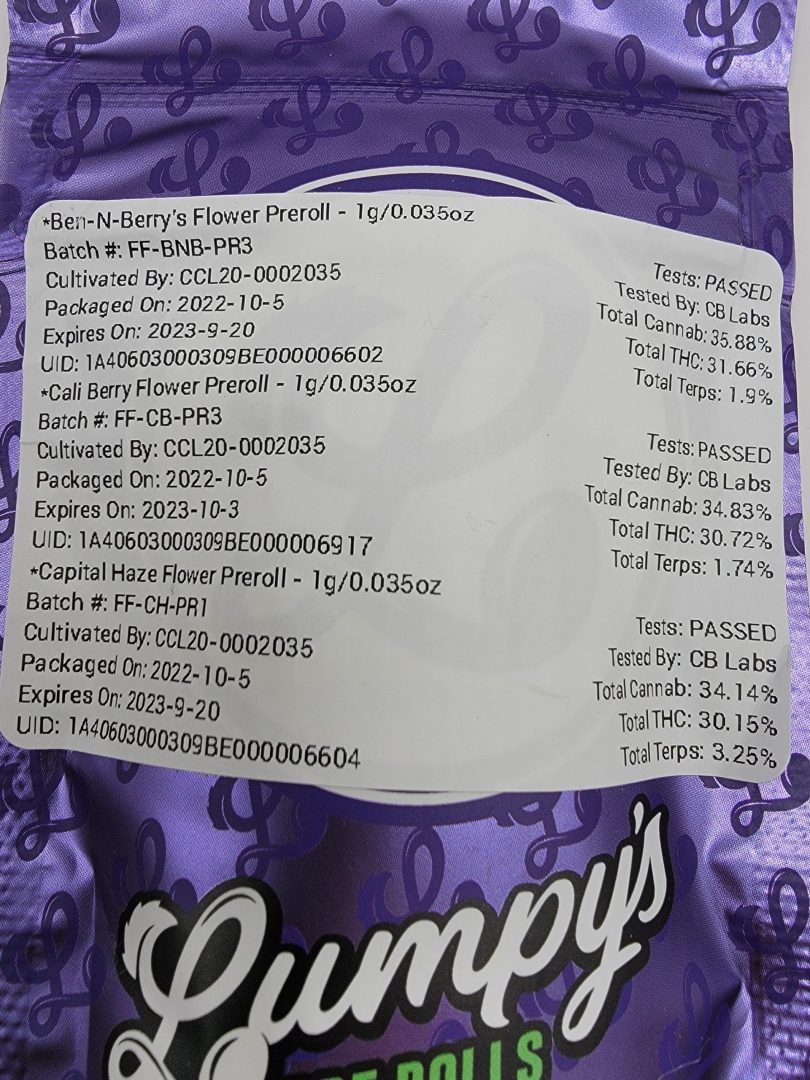 *Ben-N-Berry's Flower Preroll - 1g/0.035oz
Batch #: FF-BNB-PR3
Cultivated By: CCL20-0002035
Packaged On: 2022-10-5
Expires On: 2023-9-20
UID: 1A40603000309BE000006602
Tests: PASSED
Tested By: CB Labs
Total Cannab: 35.88%
Total THC: 31.66%
Total Terps: 1.9%
*Cali Berry Flower Preroll - 1g/0.035oz
Batch #: FF-CB-PR3
Cultivated By: CCL20-0002035
Packaged On: 2022-10-5
Expires On: 2023-10-3
UID: 1A40603000309BE000006917
Tests: PASSED
Tested By: CB Labs
Total Cannab: 34.83%
Total THC: 30.72%
Total Terps: 1.74%
*Capital Haze Flower Preroll - 1g/0.035oz
Batch #: FF-CH-PR1
Cultivated By: CCL20-0002035
Packaged On: 2022-10-5
Expires On: 2023-9-20
UID: 1A40603000309BE000006604
Tests: PASSED
Tested By: CB Labs
Total Cannab: 34.14%
Total THC: 30.15%
Total Terps: 3.25%
Lumpy's
ROLLS